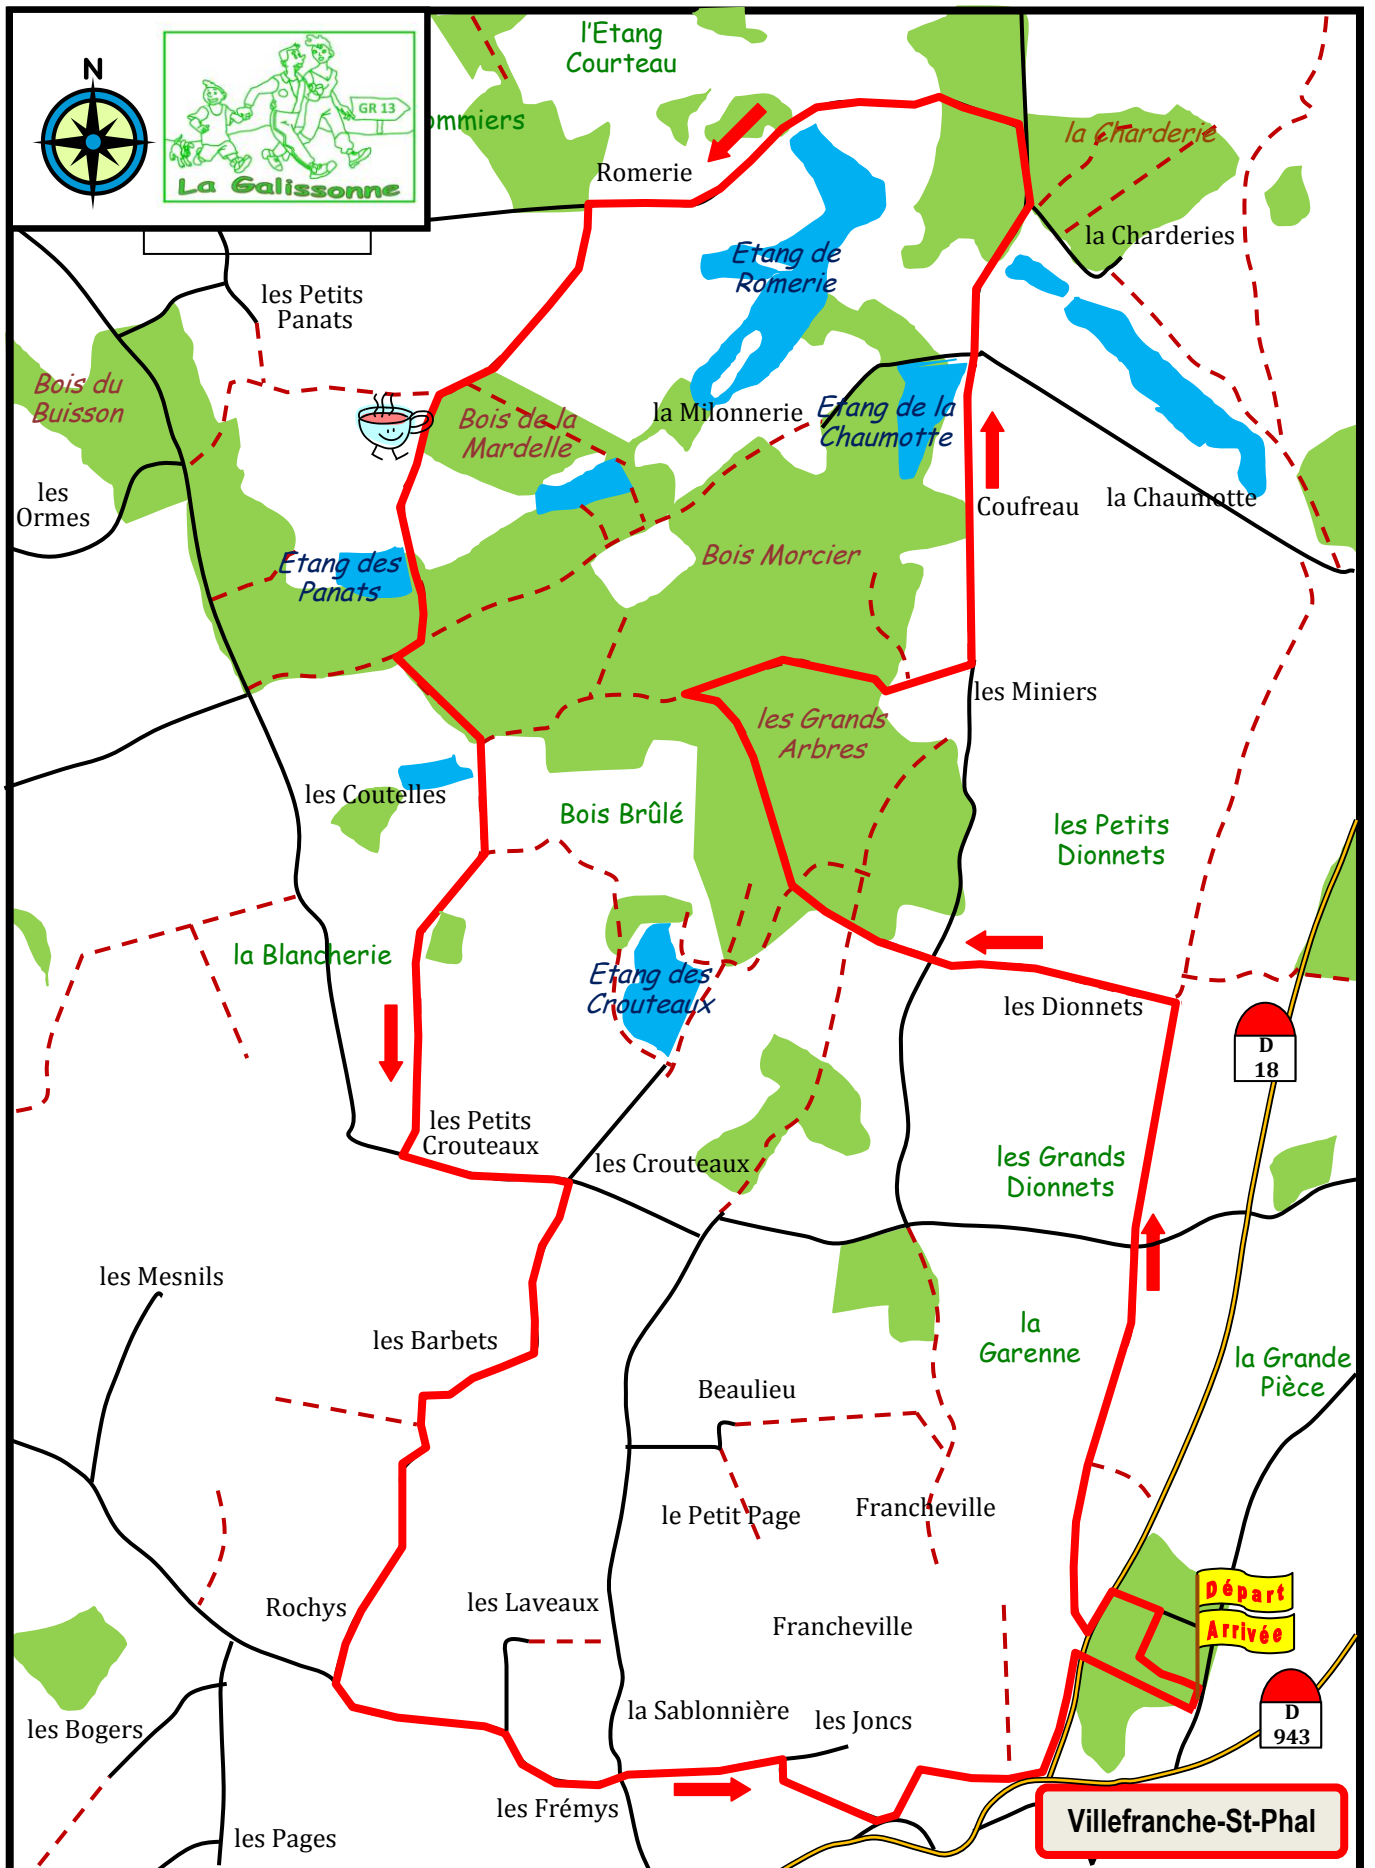 l'Etang
Courteau
N
GR 13
La Galissonne
ommiers
la Charderie
Romerie
la Charderies
Etang de
Romerie
les Petits
Panats
Bois du
Buisson
Bois de la
Mardelle
la Milonnerie
Etang de la
Chaumotte
les
Ormes
Coufreau
la Chaumotte
Bois Morcier
Etang des
Panats
les Miniers
les Grands
Arbres
les Coutelles
Bois Brûlé
les Petits
Dionnets
la Blancherie
Etang des
Crouteaux
les Dionnets
D
18
les Petits
Crouteaux
les Crouteaux
les Grands
Dionnets
les Mesnils
les Barbets
la
Garenne
la Grande
Pièce
Beaulieu
le Petit Page
Francheville
Départ
Arrivée
Rochys
les Laveaux
Francheville
la Sablonnière
les Joncs
les Bogers
D
943
les Frémys
Villefranche-St-Phal
les Pages